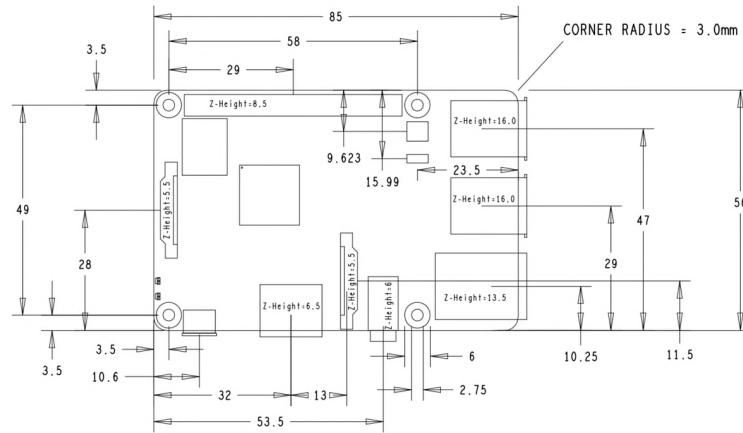 85
CORNER RADIUS = 3.0mm
58
3.5
29
Z-Height=8.5
Z-Height=16.0
9.623
23.5
15.99
Z-Height=5.5
Z-Height=16.0
49
47
56
28
29
Z-Height=5.5
Z-Height=6.5
Z-Height=6
Z-Height=13.5
3.5
3.5
6
10.25
11.5
10.6
2.75
32
13
53.5